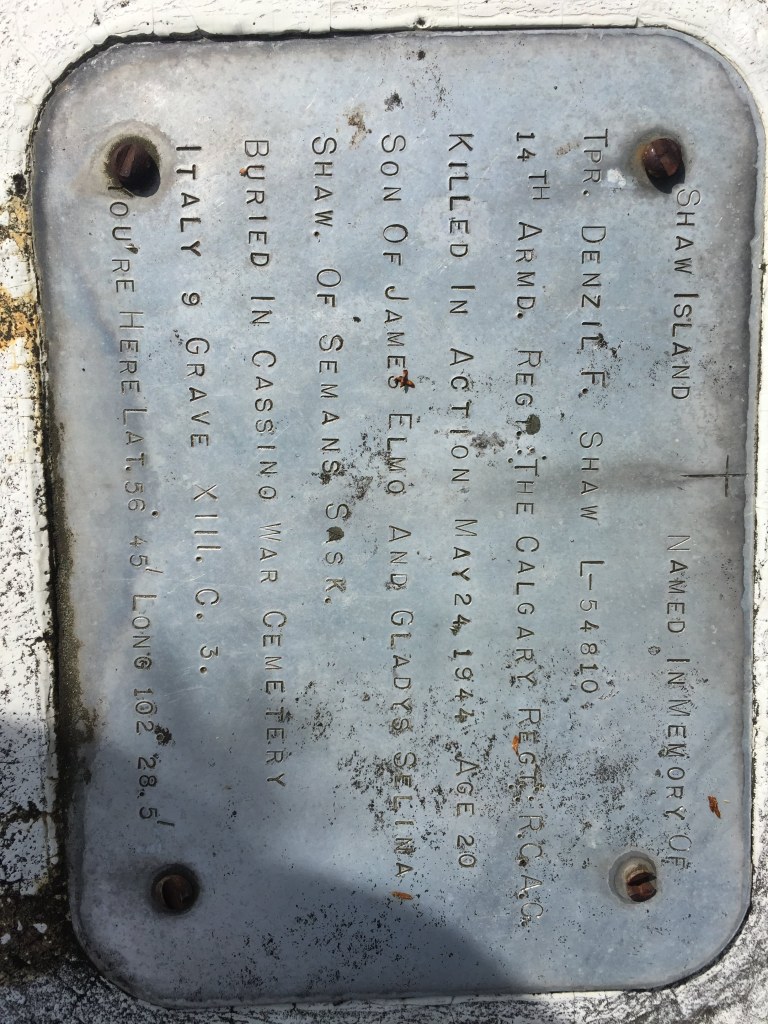 SHAW ISLAND NAMED IN MEMORY OF
TPR. DENZIL F. SHAW L-54810
14TH ARMD. REGT. THE CALGARY REGT. R.C.A.C.
KILLED IN ACTION MAY 24, 1944 AGE 20
SON OF JAMES ELMO AND GLADYS SELINA
SHAW. OF SEMANS SASK.
BURIED IN CASSINO WAR CEMETERY
ITALY 9 GRAVE XIII. C. 3.
YOU'RE HERE LAT. 56° 45' LONG 102 28.5'